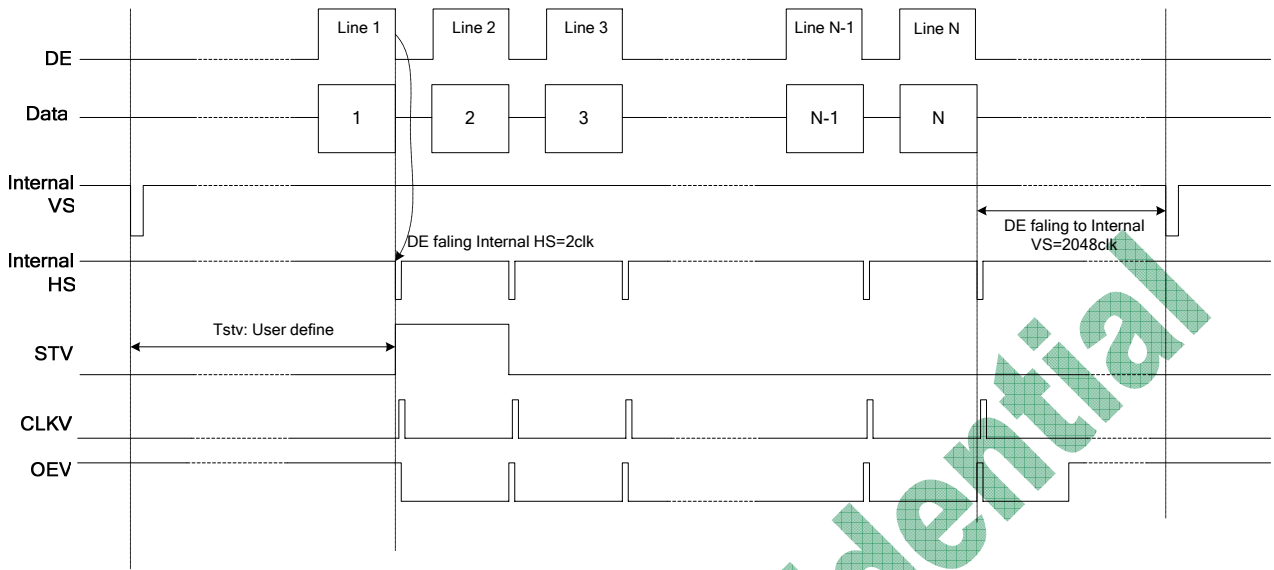 Line 1
Line 2
Line 3
Line N-1
Line N
DE
Data
1
2
3
N-1
N
Internal
VS
DE faling to Internal
VS=2048clk
DE faling Internal HS=2clk
Internal
HS
Tstv: User define
STV
CLKV
OEV
dential